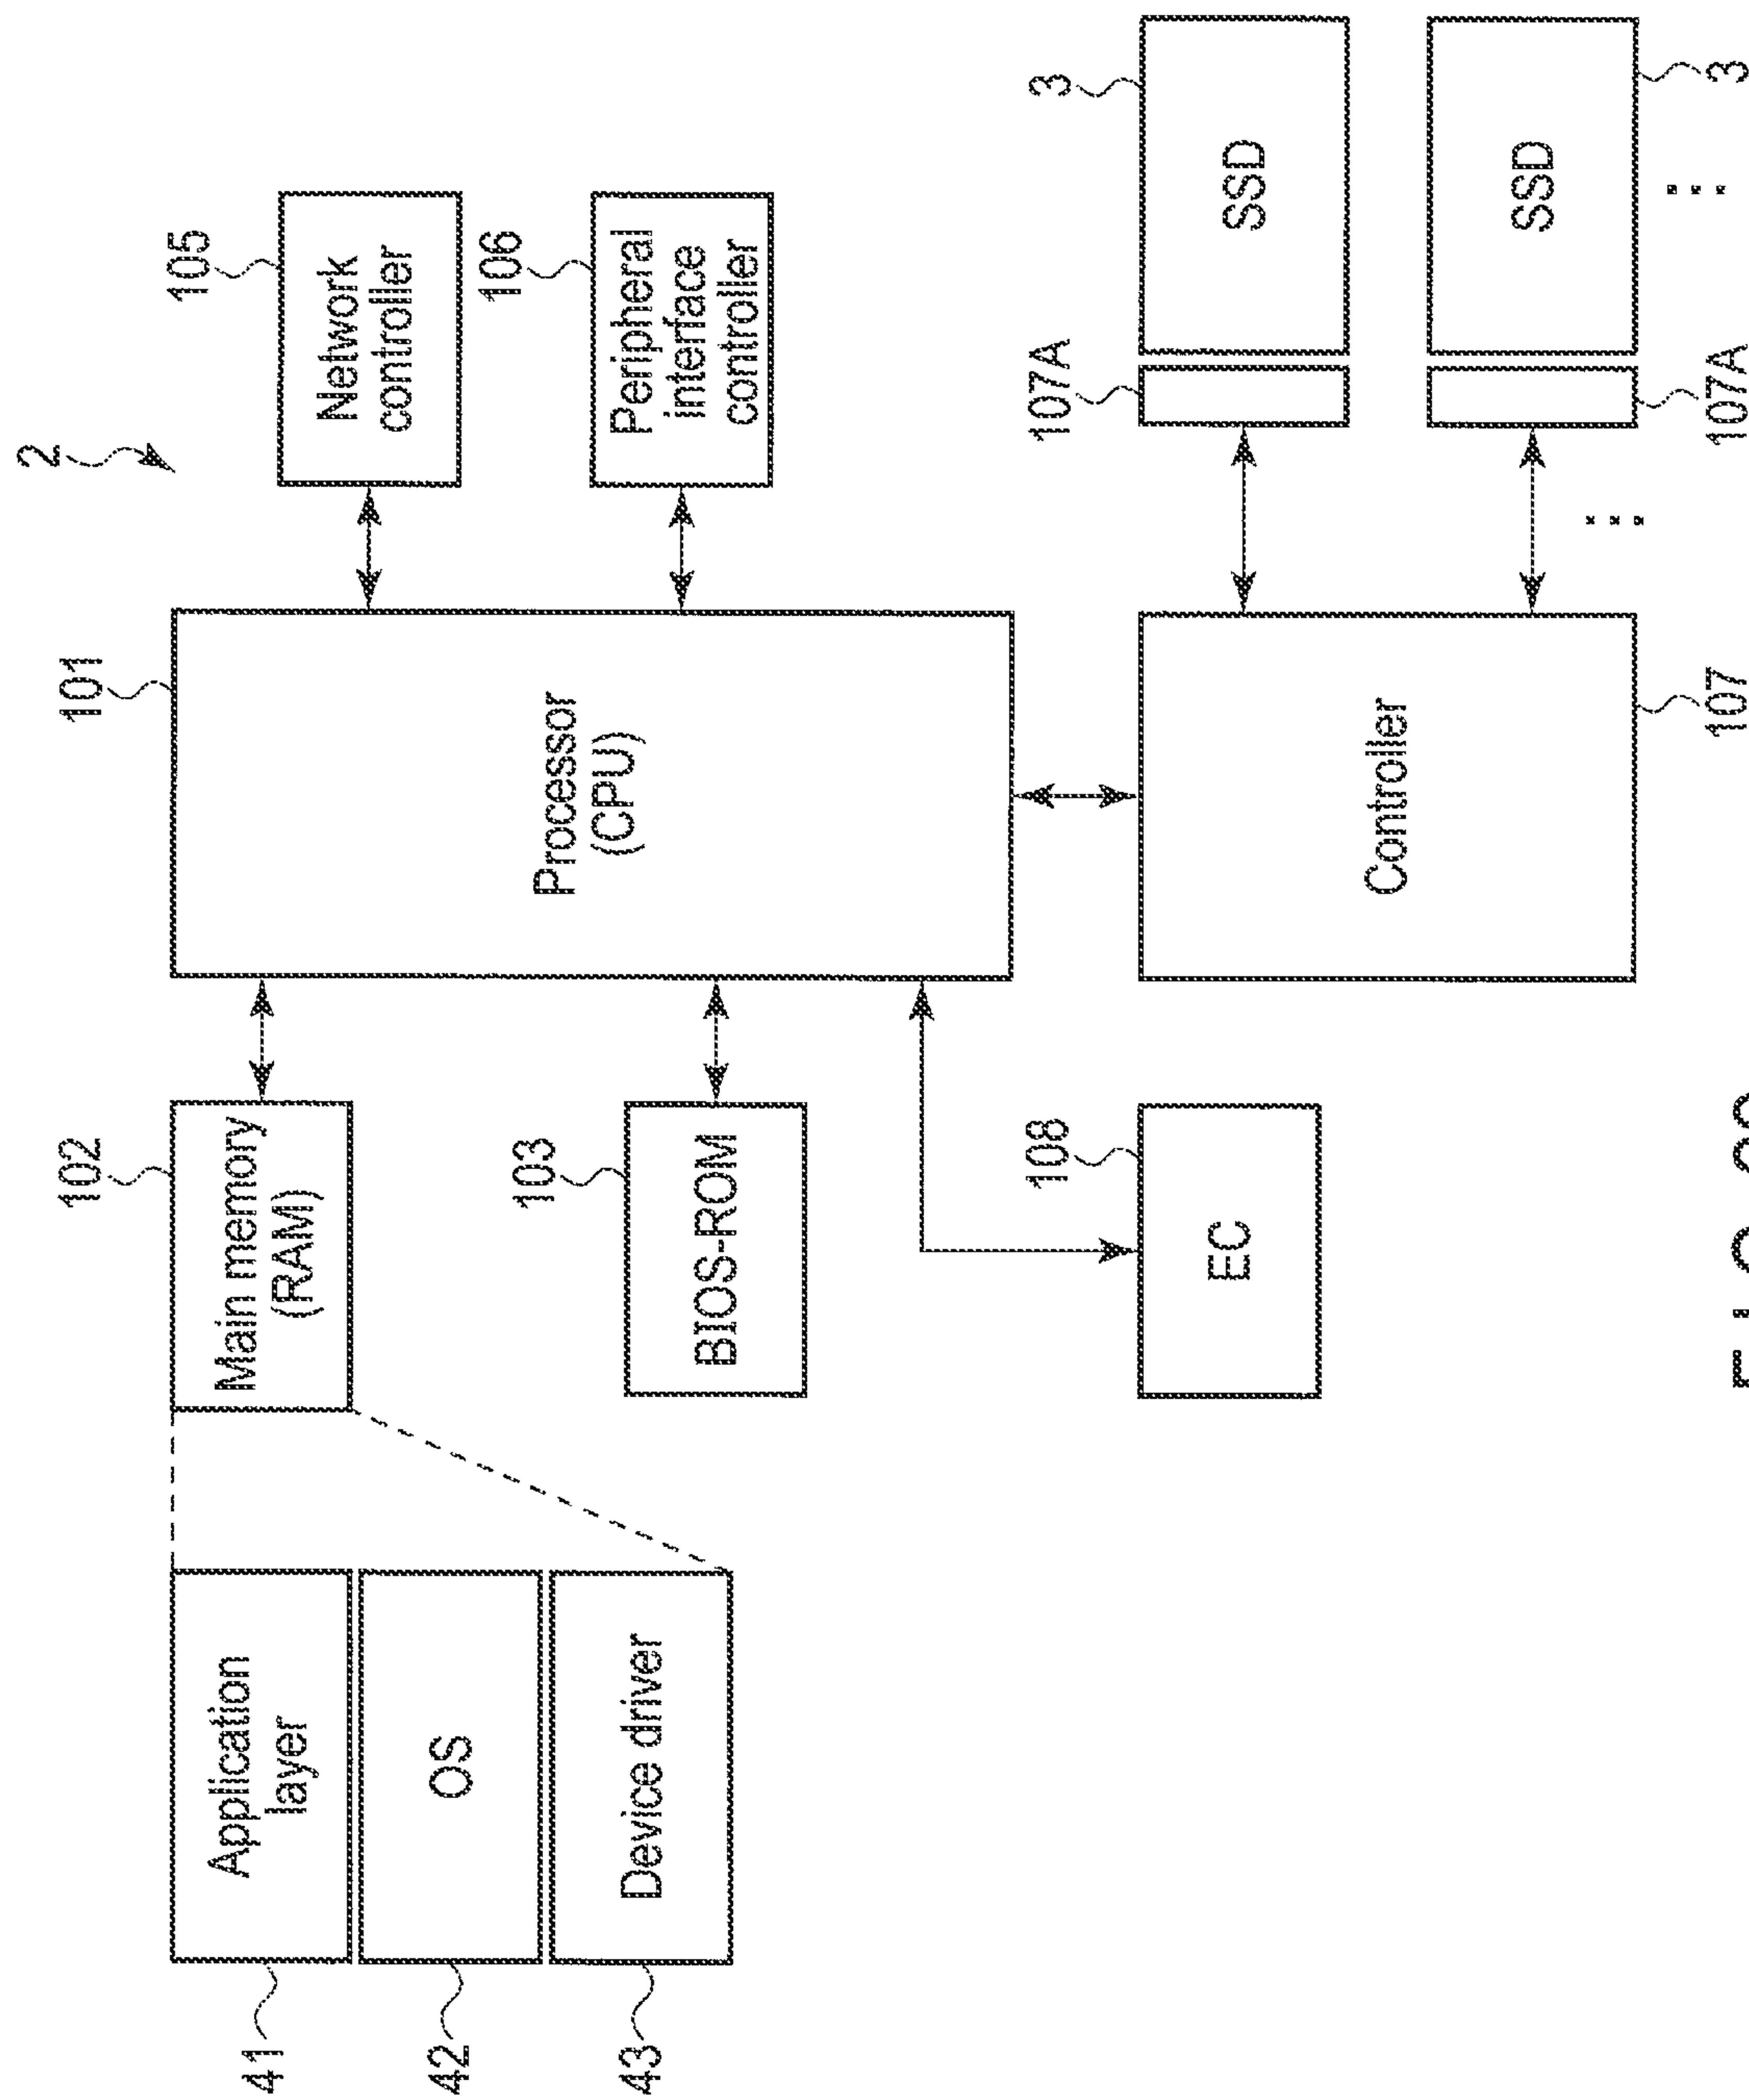 2
102
101
105
41
Application
layer
Main memory
(RAM)
Processor
(CPU)
Network
controller
42
OS
103
106
43
Device driver
BIOS-ROM
Peripheral
interface
controller
108
107A
3
EC
Controller
SSD
SSD
...
...
107
107A
3